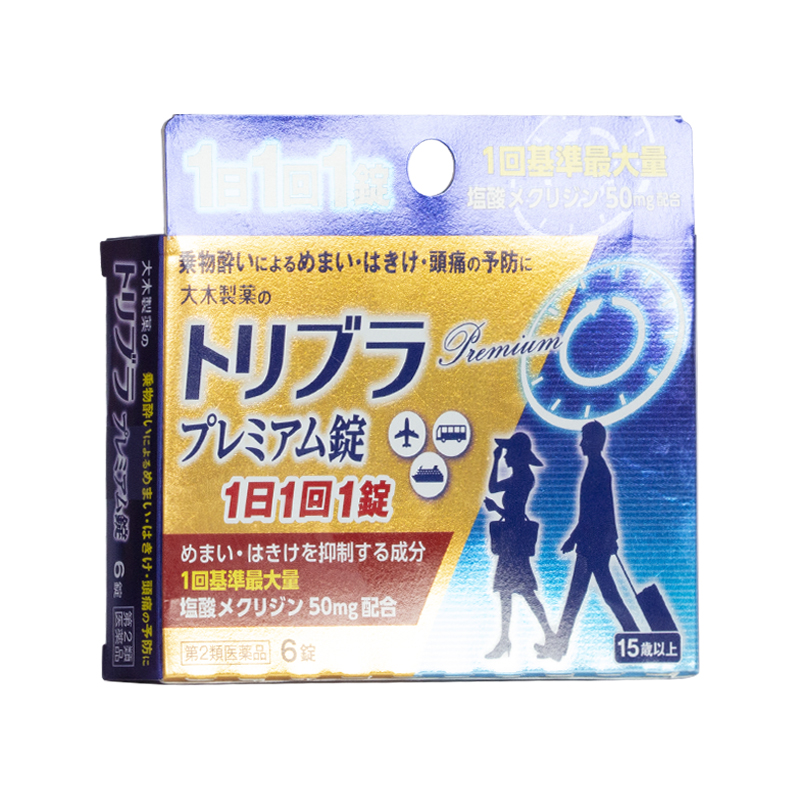 1日1回1錠
1回基準最大量
塩酸メクリジン50mg配合
乗物酔いによるめまい・はきけ・頭痛の予防に
大木製薬の
トリブラ
Premium
プレミアム錠
1日1回1錠
めまい・はきけを抑制する成分
1回基準最大量
塩酸メクリジン50mg配合
第2類医薬品 6錠
15歳以上
大木製薬の
トリブラ プレミアム錠 6錠
乗物酔いによるめまい・はきけ・頭痛の予防に
第2類
医薬品